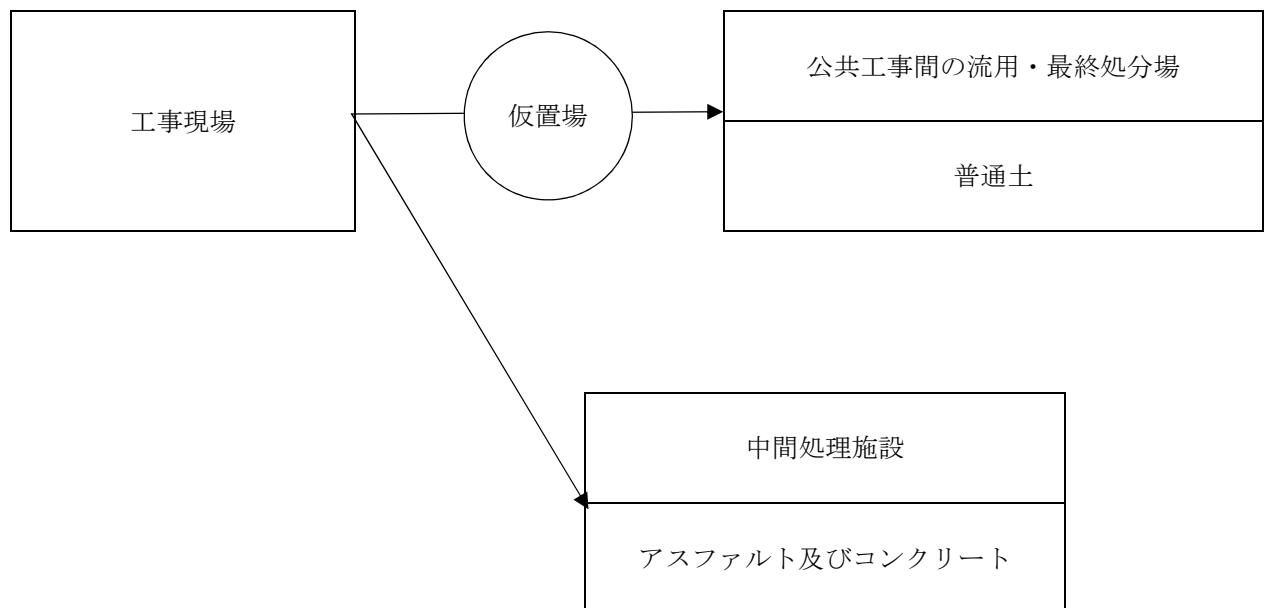 工事現場
仮置場
公共工事間の流用・最終処分場
普通土
中間処理施設
アスファルト及びコンクリート